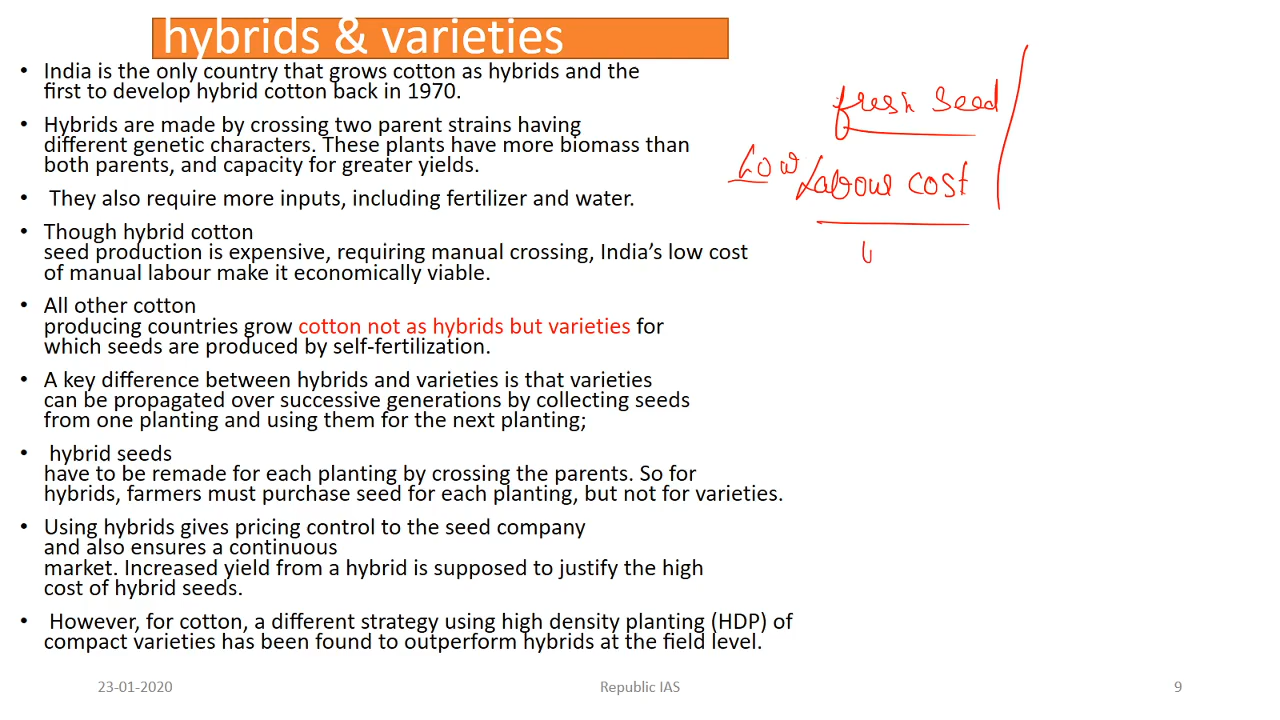 hybrids & varieties
• India is the only country that grows cotton as hybrids and the
first to develop hybrid cotton back in 1970.
• Hybrids are made by crossing two parent strains having
different genetic characters. These plants have more biomass than
both parents, and capacity for greater yields.
• They also require more inputs, including fertilizer and water.
• Though hybrid cotton
seed production is expensive, requiring manual crossing, India’s low cost
of manual labour make it economically viable.
• All other cotton
producing countries grow cotton not as hybrids but varieties for
which seeds are produced by self-fertilization.
• A key difference between hybrids and varieties is that varieties
can be propagated over successive generations by collecting seeds
from one planting and using them for the next planting;
• hybrid seeds
have to be remade for each planting by crossing the parents. So for
hybrids, farmers must purchase seed for each planting, but not for varieties.
• Using hybrids gives pricing control to the seed company
and also ensures a continuous
market. Increased yield from a hybrid is supposed to justify the high
cost of hybrid seeds.
• However, for cotton, a different strategy using high density planting (HDP) of
compact varieties has been found to outperform hybrids at the field level.
fresh seed
Low Labour cost
23-01-2020
Republic IAS
9